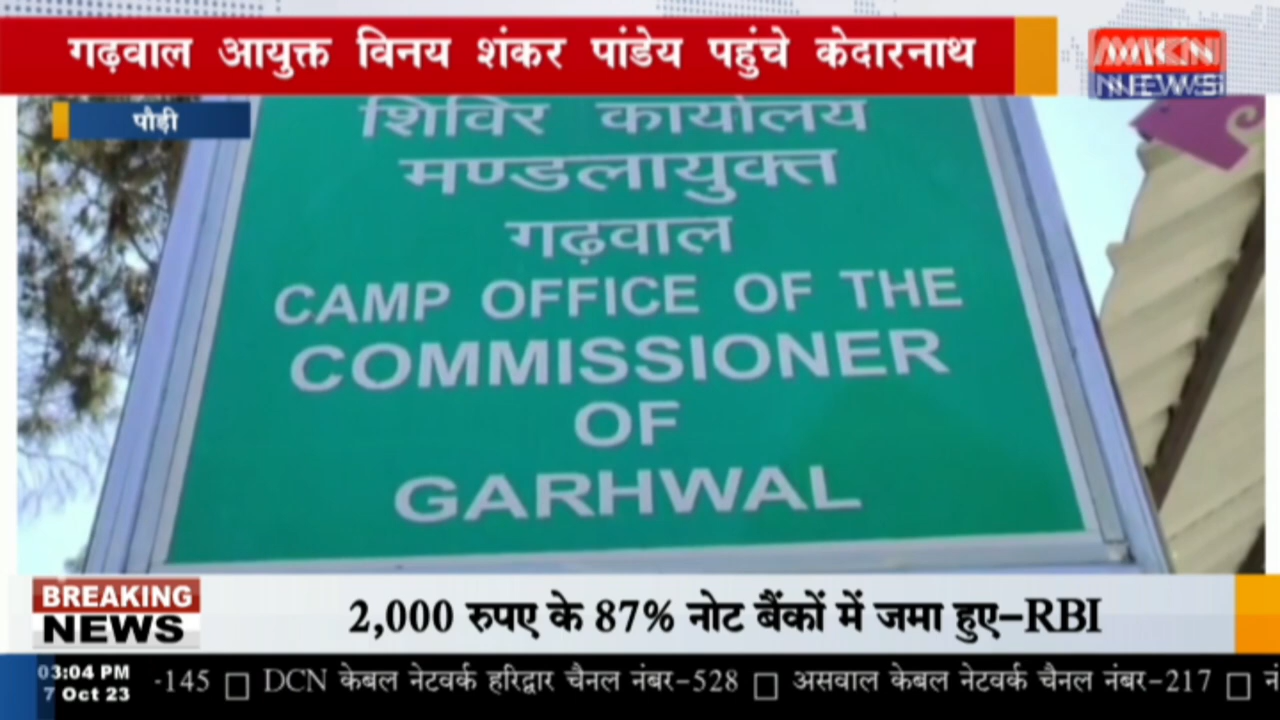 गढ़वाल आयुक्त विनय शंकर पांडेय पहुंचे केदारनाथ
NEWS
पौड़ी
शिविर कार्यालय
मण्डलायुक्त
गढ़वाल
CAMP OFFICE OF THE
COMMISSIONER
OF
GARHWAL
BREAKING
NEWS
2,000 रुपए के 87% नोट बैंकों में जमा हुए-RBI
03:04 PM
7 Oct 23
-145 □ DCN केबल नेटवर्क हरिद्वार चैनल नंबर-528 □ असवाल केबल नेटवर्क चैनल नंबर-217 □